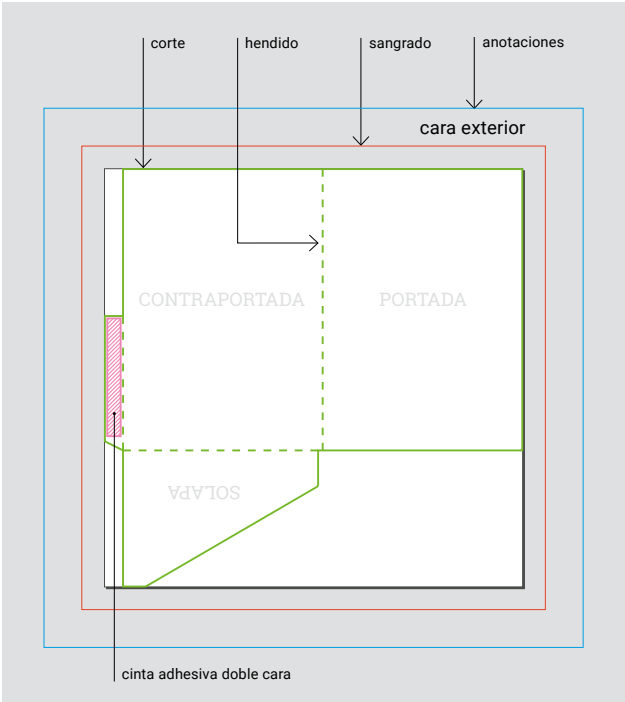 corte
hendido
sangrado
anotaciones
cara exterior
CONTRAPORTADA
PORTADA
SOLAPA
cinta adhesiva doble cara